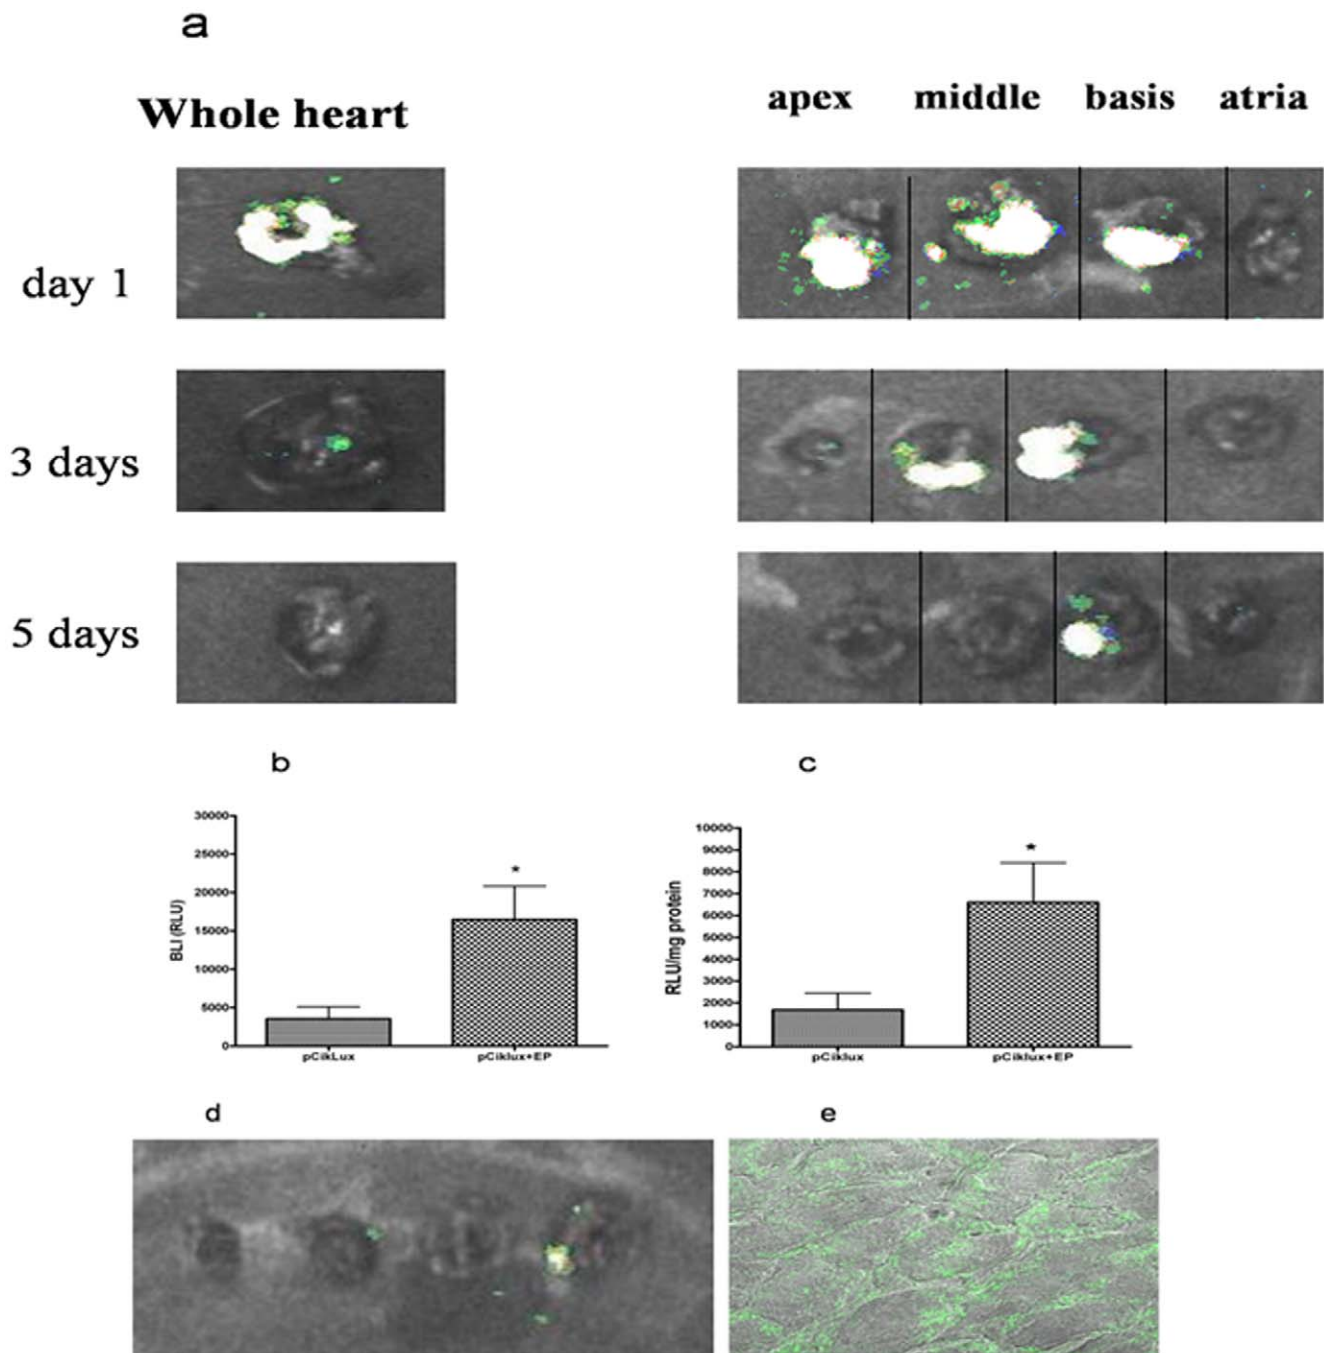 a
Whole heart
apex middle basis atria
day 1
3 days
5 days
b
c
30000
25000
20000
15000
10000
5000
0
BLI (RLU)
*
pCikLux
pCiklux+EP
10000
9000
8000
7000
6000
5000
4000
3000
2000
1000
0
RLU/mg protein
*
pCiklux
pCiklux+EP
d
e